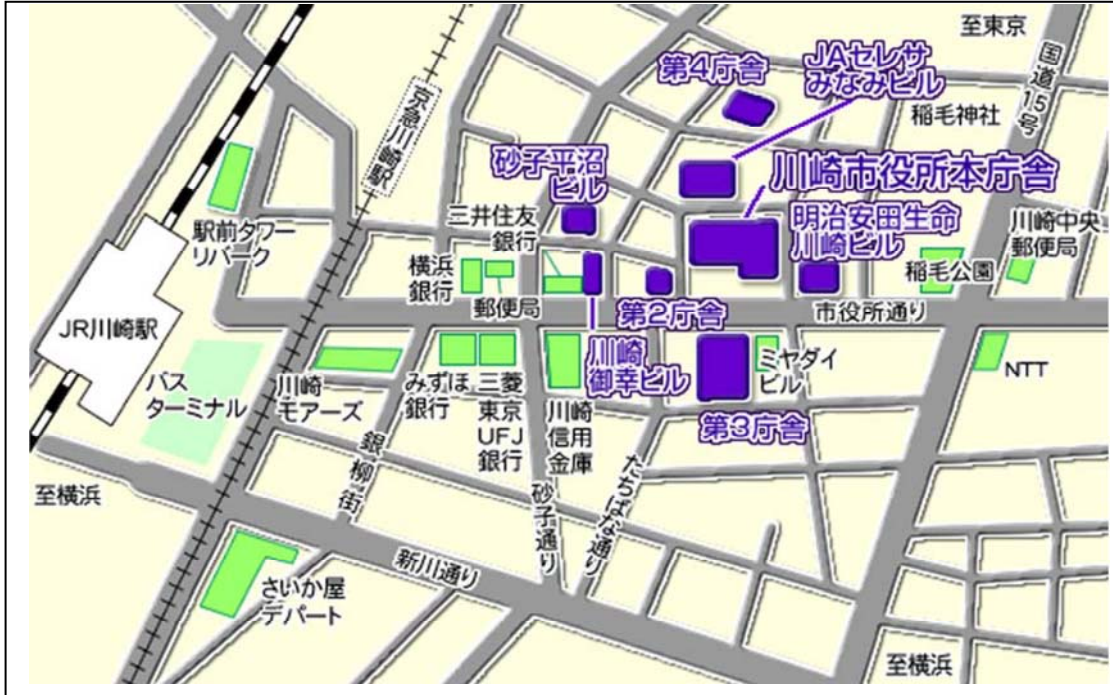 至東京
国道15号
JAセレサ
みなみビル
第4庁舎
稲毛神社
京急川崎駅
砂子平沼
ビル
川崎市役所本庁舎
三井住友
銀行
明治安田生命
川崎ビル
川崎中央
郵便局
駅前タワー
リバーク
横浜
銀行
郵便局
稲毛公園
第2庁舎
市役所通り
JR川崎駅
バス
ターミナル
川崎
モアーズ
みずほ
銀行
三菱
東京
UFJ
銀行
川崎
信用
金庫
川崎
御幸ビル
ミヤダイ
ビル
NTT
第3庁舎
銀柳街
砂子通り
たちばな通り
至横浜
新川通り
さいか屋
デパート
至横浜